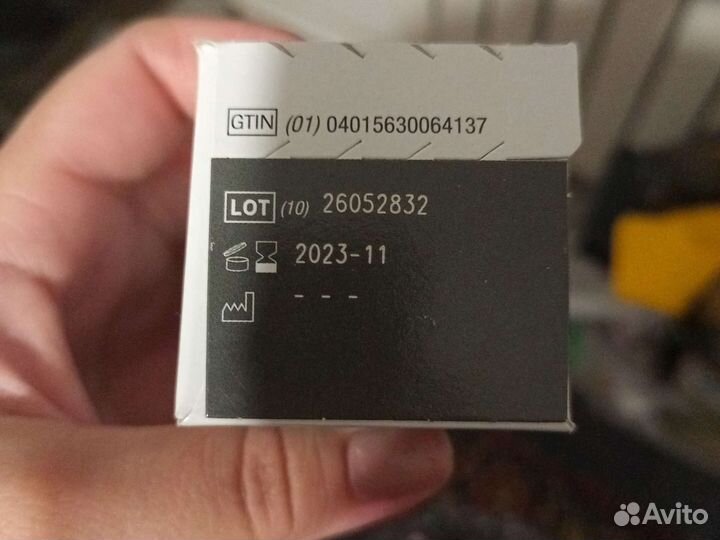 GTIN (01) 04015630064137
LOT (10) 26052832
2023-11
- - -
Avito